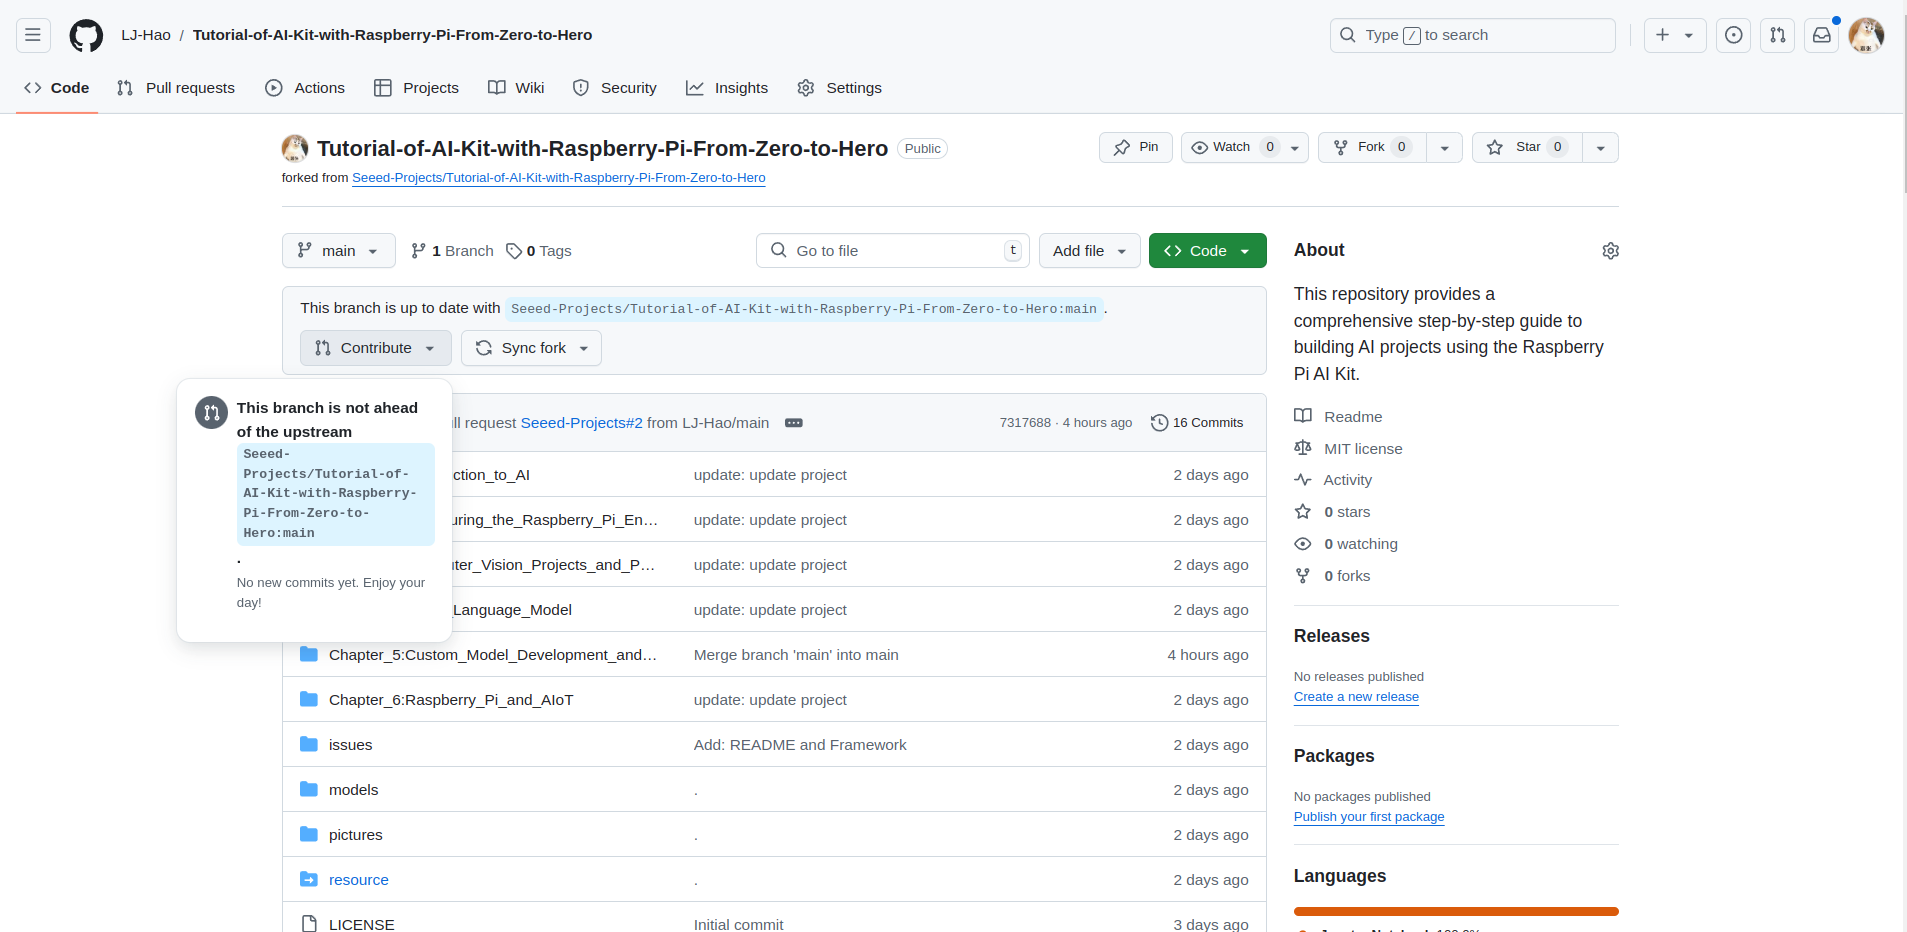 LJ-Hao / Tutorial-of-AI-Kit-with-Raspberry-Pi-From-Zero-to-Hero
Type / to search
Code Pull requests Actions Projects Wiki Security Insights Settings
Tutorial-of-AI-Kit-with-Raspberry-Pi-From-Zero-to-Hero Public
Pin Watch 0 Fork 0 Star 0
forked from Seeed-Projects/Tutorial-of-AI-Kit-with-Raspberry-Pi-From-Zero-to-Hero
main 1 Branch 0 Tags Go to file t Add file Code
This branch is up to date with Seeed-Projects/Tutorial-of-AI-Kit-with-Raspberry-Pi-From-Zero-to-Hero:main .
Contribute Sync fork
This branch is not ahead
of the upstream
Seeed-
Projects/Tutorial-of-
AI-Kit-with-Raspberry-
Pi-From-Zero-to-
Hero:main
.
No new commits yet. Enjoy your
day!
ll request Seeed-Projects#2 from LJ-Hao/main 7317688 · 4 hours ago 16 Commits
ction_to_AI update: update project 2 days ago
uring_the_Raspberry_Pi_En… update: update project 2 days ago
uter_Vision_Projects_and_P… update: update project 2 days ago
_Language_Model update: update project 2 days ago
Chapter_5:Custom_Model_Development_and… Merge branch 'main' into main 4 hours ago
Chapter_6:Raspberry_Pi_and_AIoT update: update project 2 days ago
issues Add: README and Framework 2 days ago
models . 2 days ago
pictures . 2 days ago
resource . 2 days ago
LICENSE Initial commit 3 days ago
About
This repository provides a
comprehensive step-by-step guide to
building AI projects using the Raspberry
Pi AI Kit.
Readme
MIT license
Activity
0 stars
0 watching
0 forks
Releases
No releases published
Create a new release
Packages
No packages published
Publish your first package
Languages